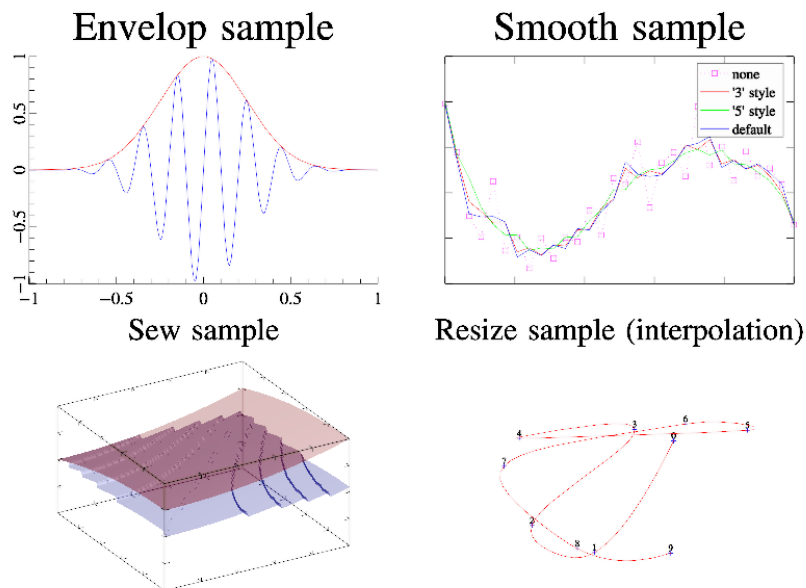 Envelop sample
Smooth sample
1
0.5
0
−0.5
−1
−1
−0.5
0
0.5
1
none
'3' style
'5' style
default
Sew sample
Resize sample (interpolation)
4
3
6
5
0
7
2
8
1
9